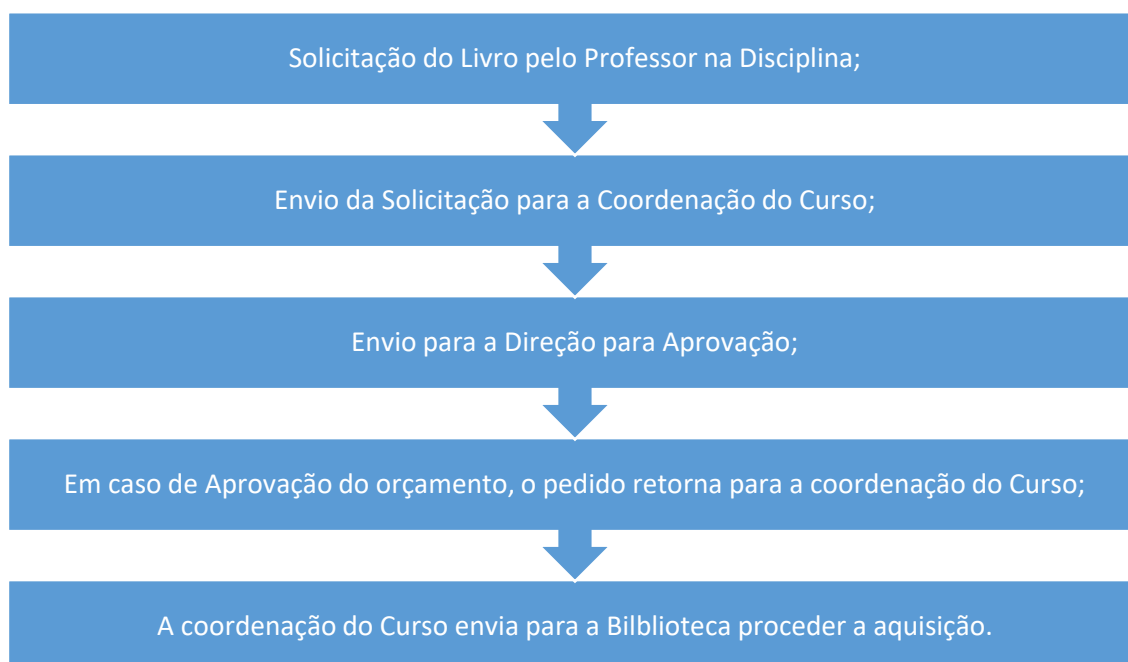 Solicitação do Livro pelo Professor na Disciplina;
Envio da Solicitação para a Coordenação do Curso;
Envio para a Direção para Aprovação;
Em caso de Aprovação do orçamento, o pedido retorna para a coordenação do Curso;
A coordenação do Curso envia para a Bilblioteca proceder a aquisição.